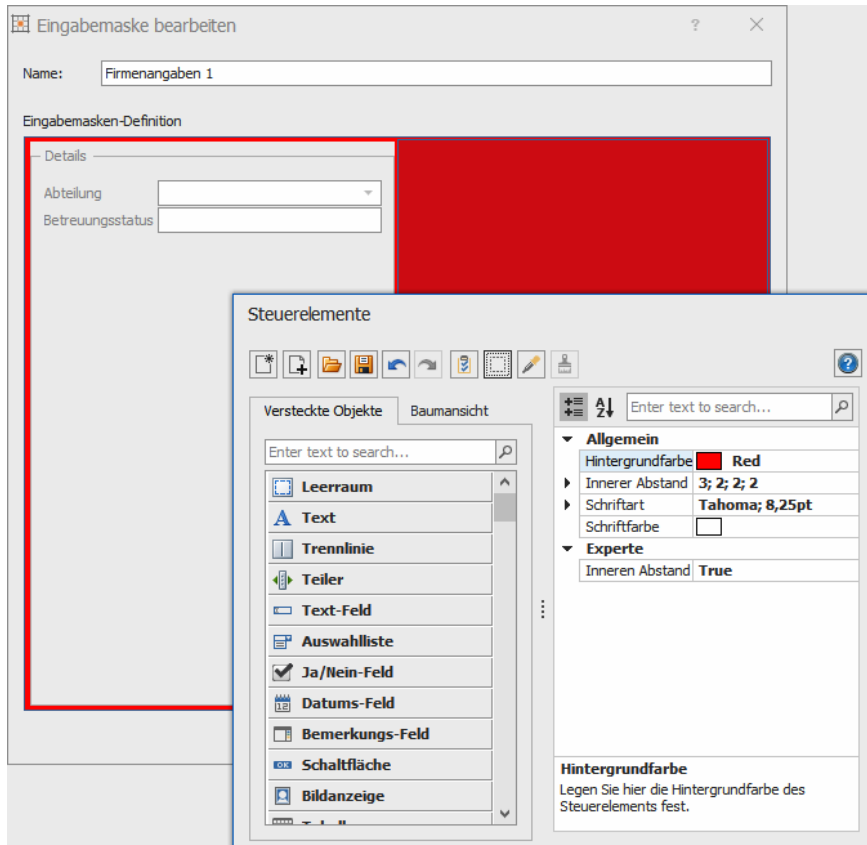 Eingabemaske bearbeiten
?
Name: Firmenangaben 1
Eingabemasken-Definition
Details
Abteilung
Betreuungsstatus
Steuerelemente
Versteckte Objekte Baumansicht
Enter text to search...
Leerraum
Text
Trennlinie
Teiler
Text-Feld
Auswahlliste
Ja/Nein-Feld
12 Datums-Feld
Bemerkungs-Feld
OK Schaltfläche
Bildanzeige
Enter text to search...
Allgemein
Hintergrundfarbe Red
Innerer Abstand 3; 2; 2; 2
Schriftart Tahoma; 8,25pt
Schriftfarbe
Experte
Inneren Abstand True
Hintergrundfarbe
Legen Sie hier die Hintergrundfarbe des
Steuerelements fest.